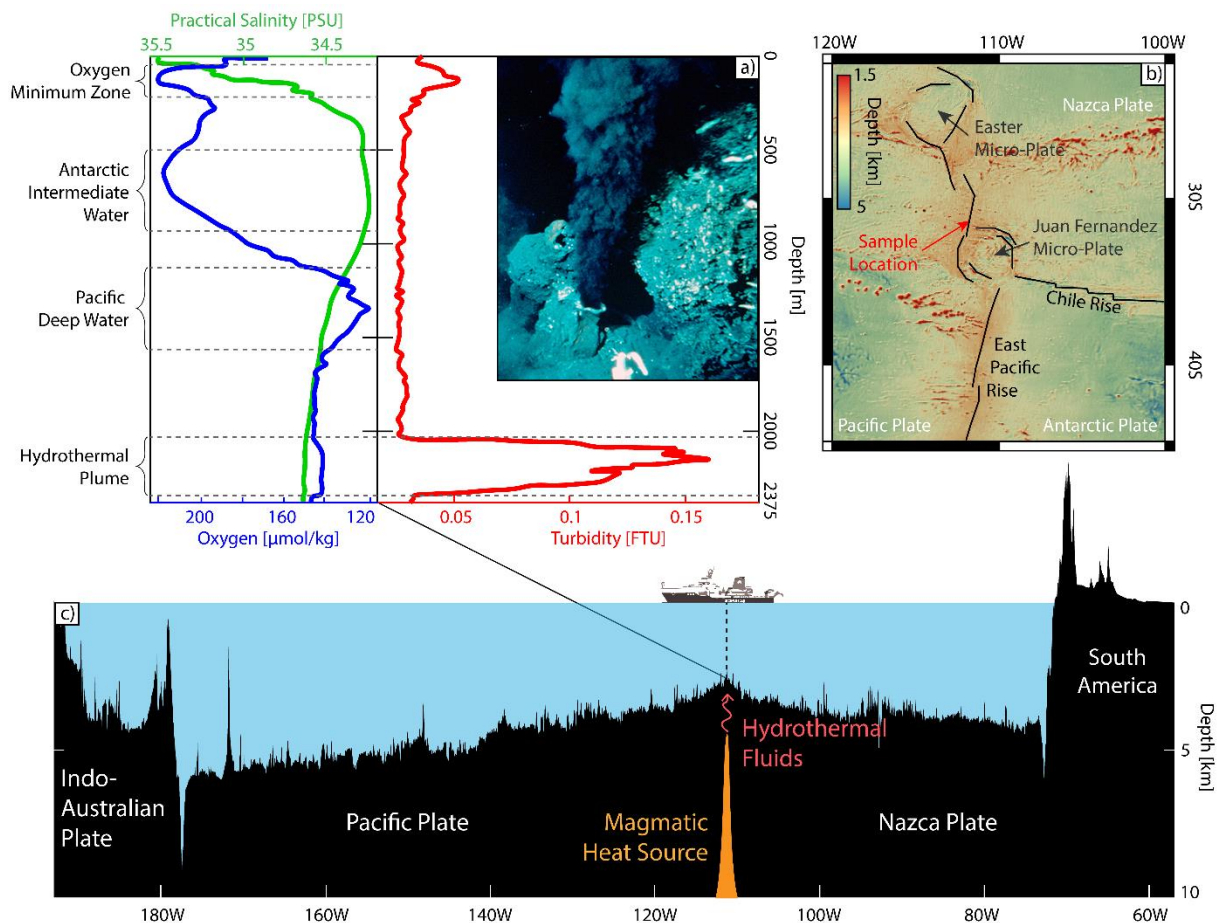 Practical Salinity [PSU]
35.5 35 34.5
Oxygen
Minimum Zone
Antarctic
Intermediate
Water
Pacific
Deep Water
Hydrothermal
Plume
200 160 120
Oxygen [µmol/kg]
a)
0
500
1000
1500
2000
2375
Depth [m]
0.05 0.1 0.15
Turbidity [FTU]
120W 110W 100W
b)
1.5
Depth [km]
5
Nazca Plate
Easter
Micro-Plate
30S
Sample
Location
Juan Fernandez
Micro-Plate
Chile Rise
East
Pacific
Rise
40S
Pacific Plate
Antarctic Plate
c)
0
5
10
Depth [km]
South
America
Hydrothermal
Fluids
Indo-
Australian
Plate
Pacific Plate
Magmatic
Heat Source
Nazca Plate
180W 160W 140W 120W 100W 80W 60W